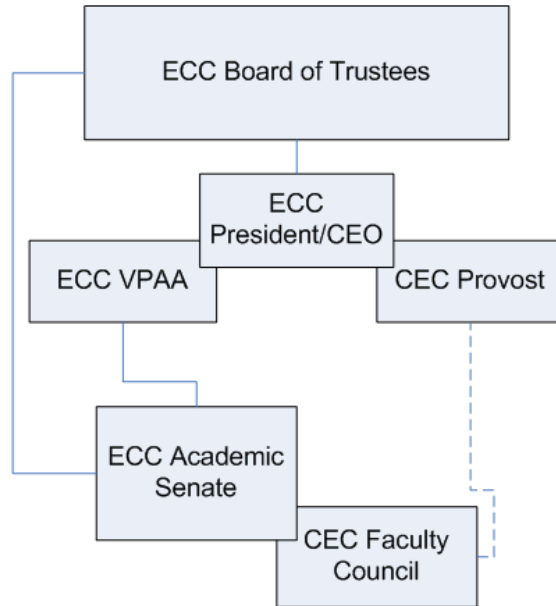 ECC Board of Trustees
ECC
President/CEO
ECC VPAA
CEC Provost
ECC Academic
Senate
CEC Faculty
Council